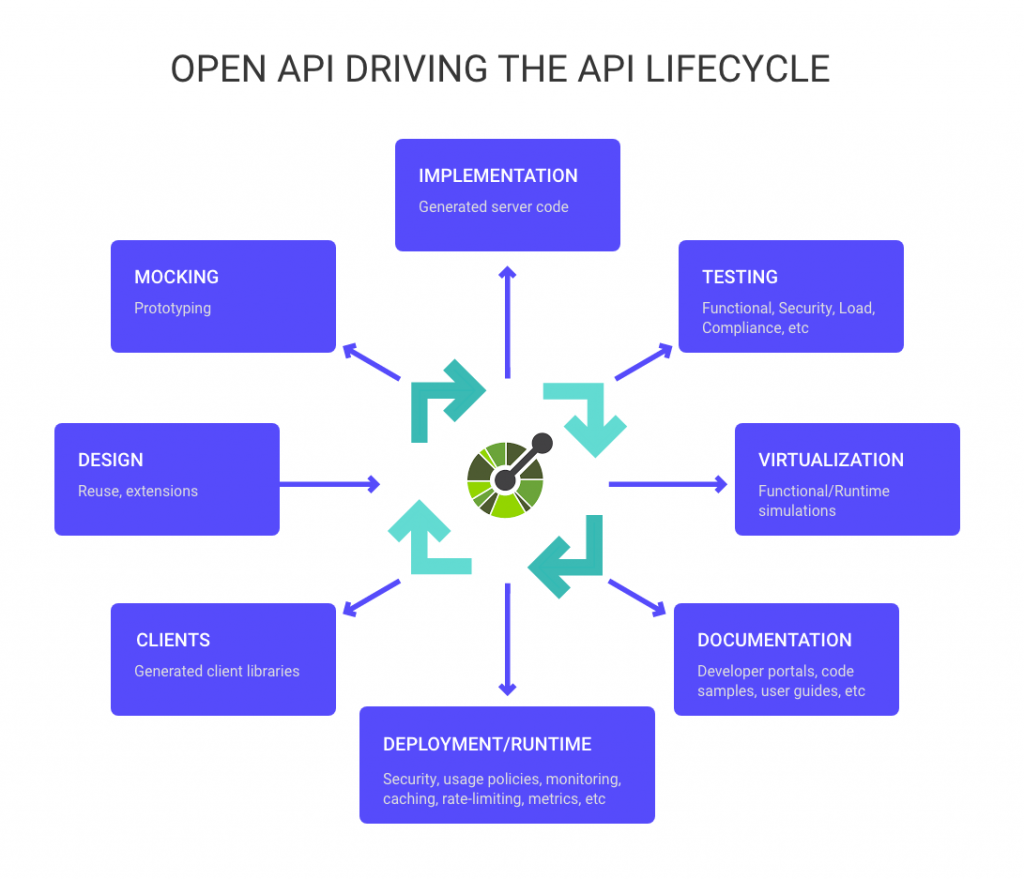 OPEN API DRIVING THE API LIFECYCLE
IMPLEMENTATION
Generated server code
MOCKING
Prototyping
TESTING
Functional, Security, Load,
Compliance, etc
DESIGN
Reuse, extensions
VIRTUALIZATION
Functional/Runtime
simulations
CLIENTS
Generated client libraries
DOCUMENTATION
Developer portals, code
samples, user guides, etc
DEPLOYMENT/RUNTIME
Security, usage policies, monitoring,
caching, rate-limiting, metrics, etc